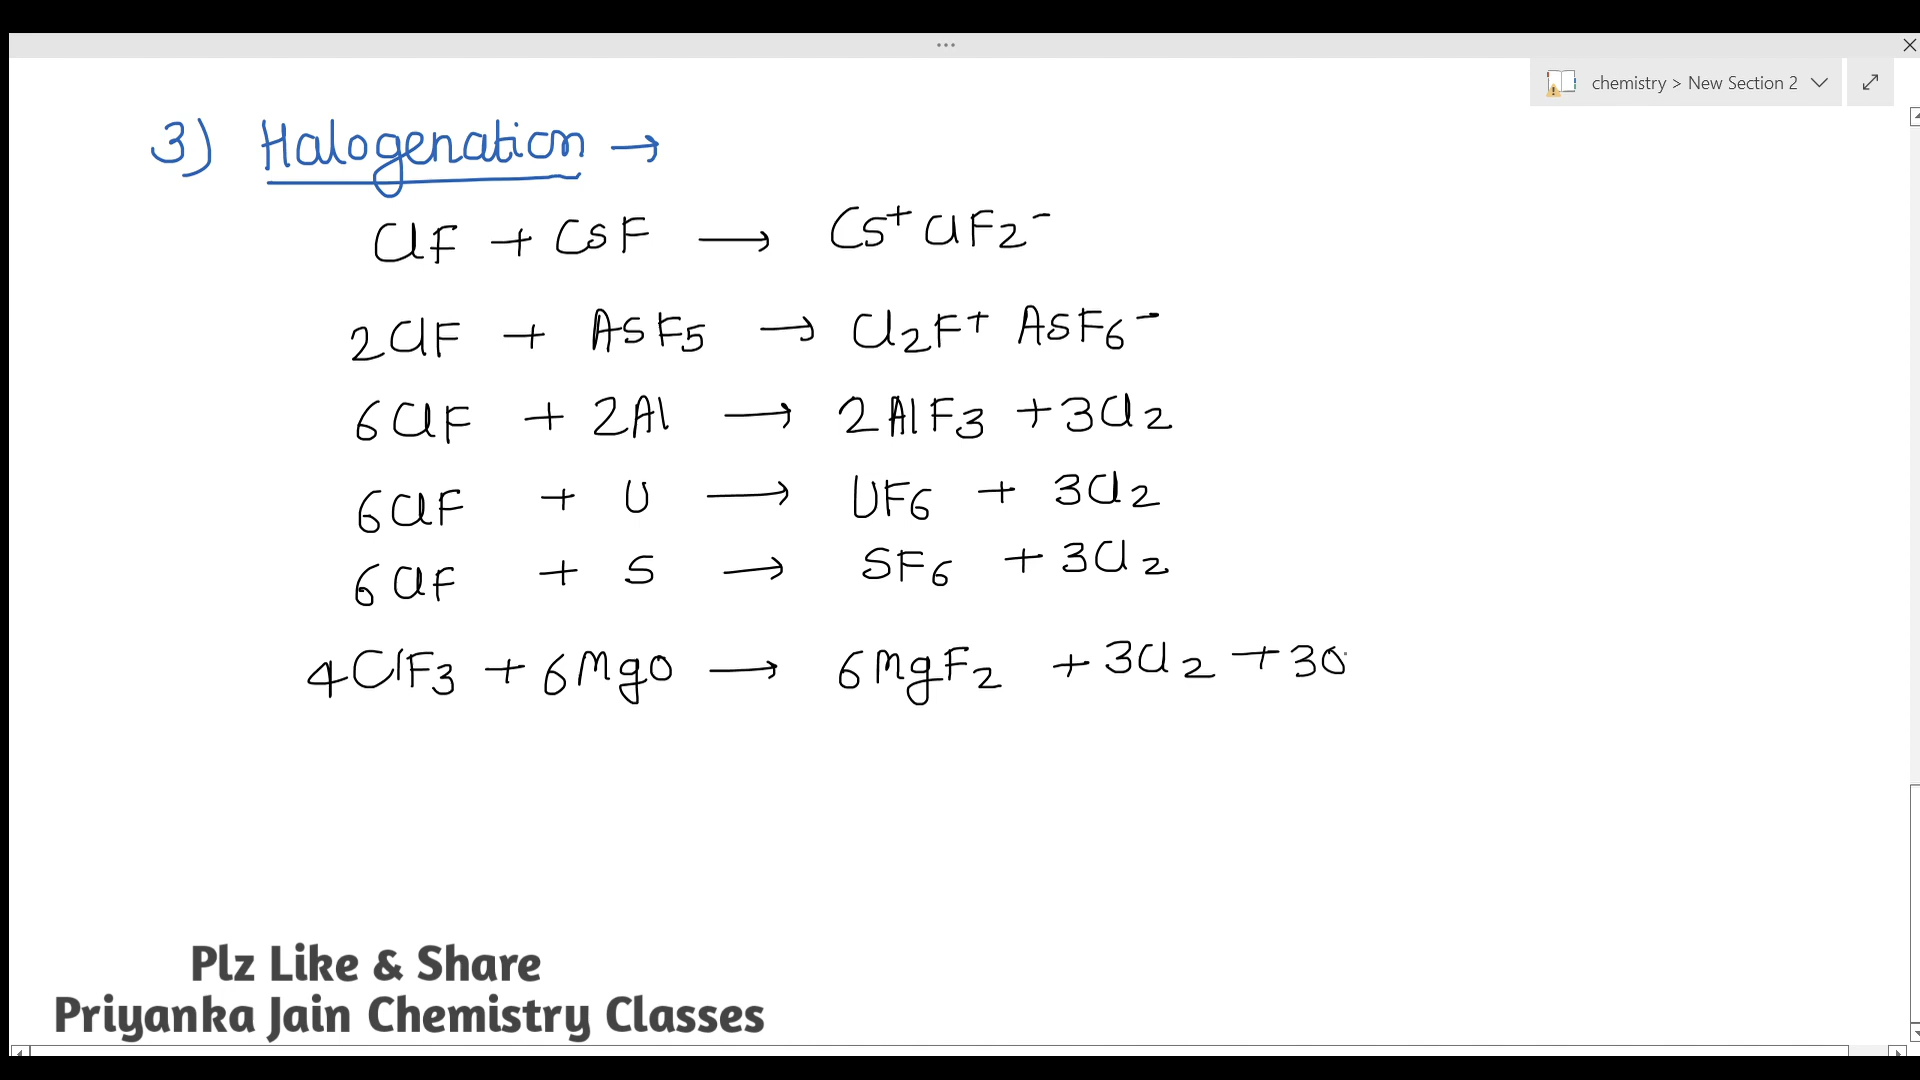 ...
chemistry > New Section 2
3) Halogenation →
ClF + CsF → Cs⁺ ClF₂⁻
2ClF + AsF₅ → Cl₂F⁺ AsF₆⁻
6ClF + 2Al → 2AlF₃ + 3Cl₂
6ClF + U → UF₆ + 3Cl₂
6ClF + S → SF₆ + 3Cl₂
4ClF₃ + 6MgO → 6MgF₂ + 3Cl₂ + 3O
Plz Like & Share
Priyanka Jain Chemistry Classes